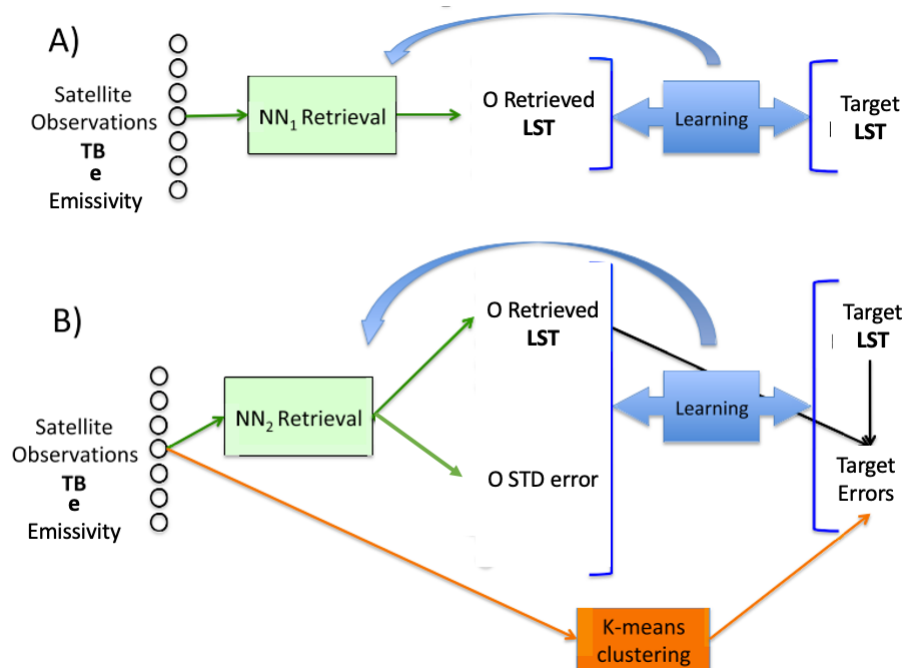 A)
Satellite
Observations
TB
e
Emissivity
NN₁ Retrieval
O Retrieved
LST
Learning
Target
LST
B)
Satellite
Observations
TB
e
Emissivity
NN₂ Retrieval
O Retrieved
LST
O STD error
Learning
Target
LST
Target
Errors
K-means
clustering